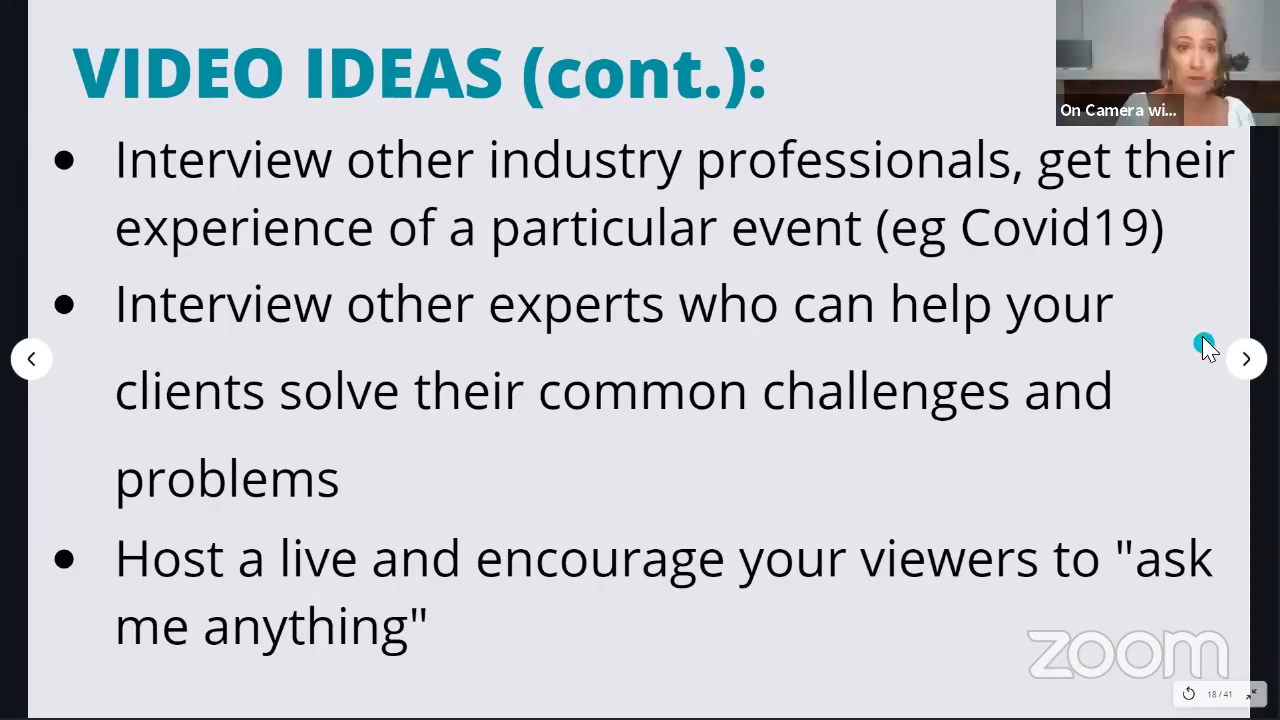 VIDEO IDEAS (cont.):
On Camera wi...
• Interview other industry professionals, get their
experience of a particular event (eg Covid19)
• Interview other experts who can help your
clients solve their common challenges and
problems
• Host a live and encourage your viewers to "ask
me anything"
zoom
18 / 41